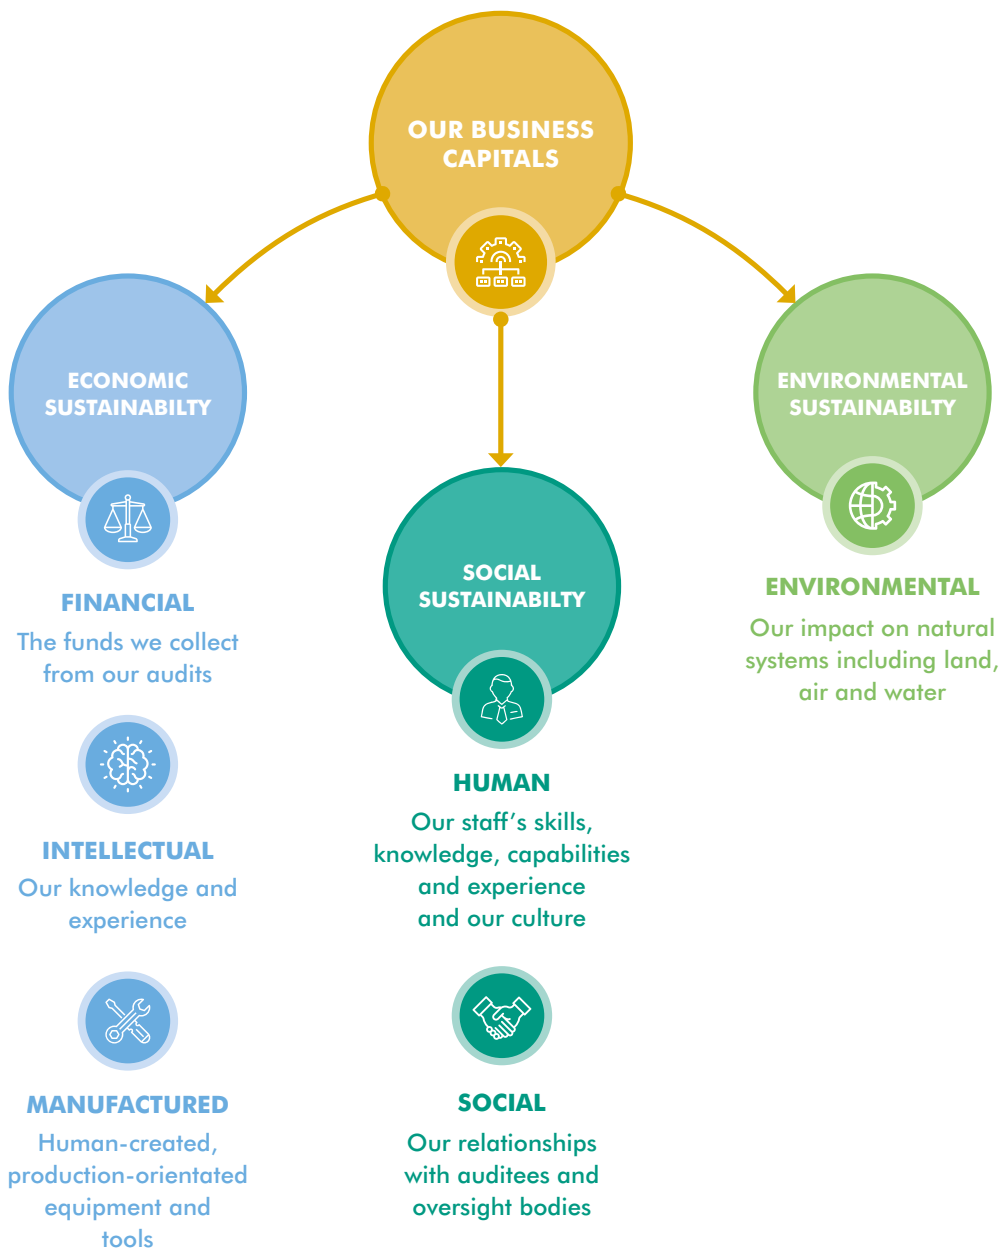 OUR BUSINESS
CAPITALS
ECONOMIC
SUSTAINABILTY
FINANCIAL
The funds we collect
from our audits
INTELLECTUAL
Our knowledge and
experience
MANUFACTURED
Human-created,
production-orientated
equipment and
tools
SOCIAL
SUSTAINABILTY
HUMAN
Our staff's skills,
knowledge, capabilities
and experience
and our culture
SOCIAL
Our relationships
with auditees and
oversight bodies
ENVIRONMENTAL
SUSTAINABILTY
ENVIRONMENTAL
Our impact on natural
systems including land,
air and water